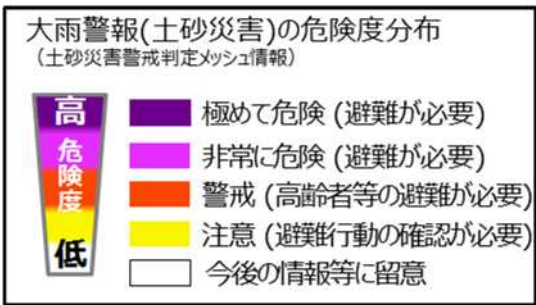 大雨警報(土砂災害)の危険度分布
(土砂災害警戒判定メッシュ情報)
高
危険度
低
極めて危険 (避難が必要)
非常に危険 (避難が必要)
警戒 (高齢者等の避難が必要)
注意 (避難行動の確認が必要)
今後の情報等に留意